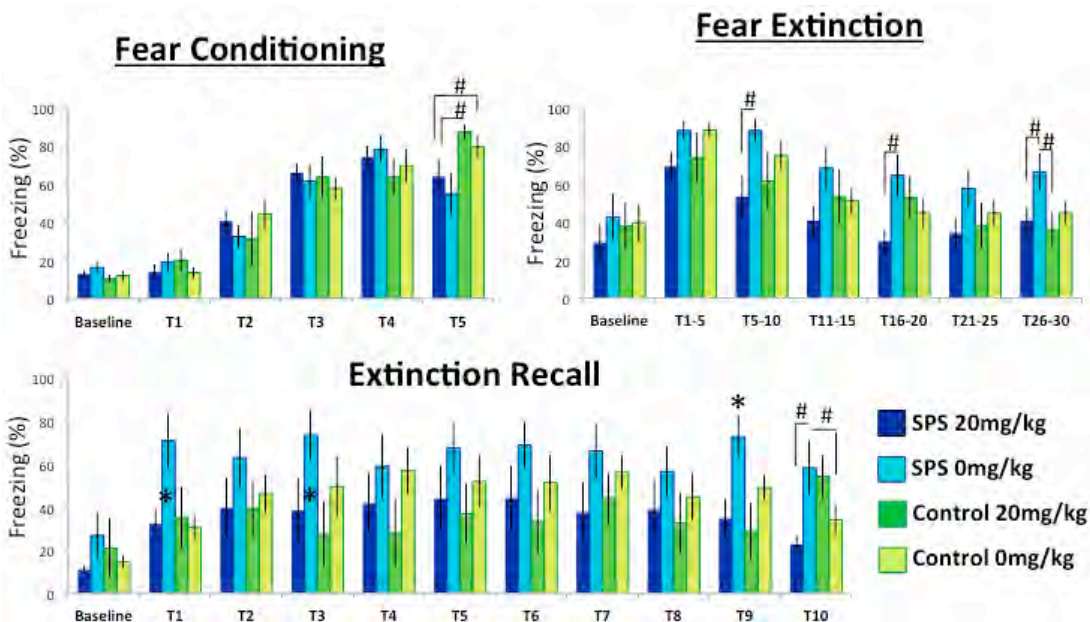 Fear Conditioning
Freezing (%)
100
80
60
40
20
0
#
#
Baseline T1 T2 T3 T4 T5
Fear Extinction
Freezing (%)
100
80
60
40
20
0
#
#
#
#
Baseline T1-5 T5-10 T11-15 T16-20 T21-25 T26-30
Extinction Recall
Freezing (%)
100
80
60
40
20
0
*
*
*
# #
Baseline T1 T2 T3 T4 T5 T6 T7 T8 T9 T10
SPS 20mg/kg
SPS 0mg/kg
Control 20mg/kg
Control 0mg/kg